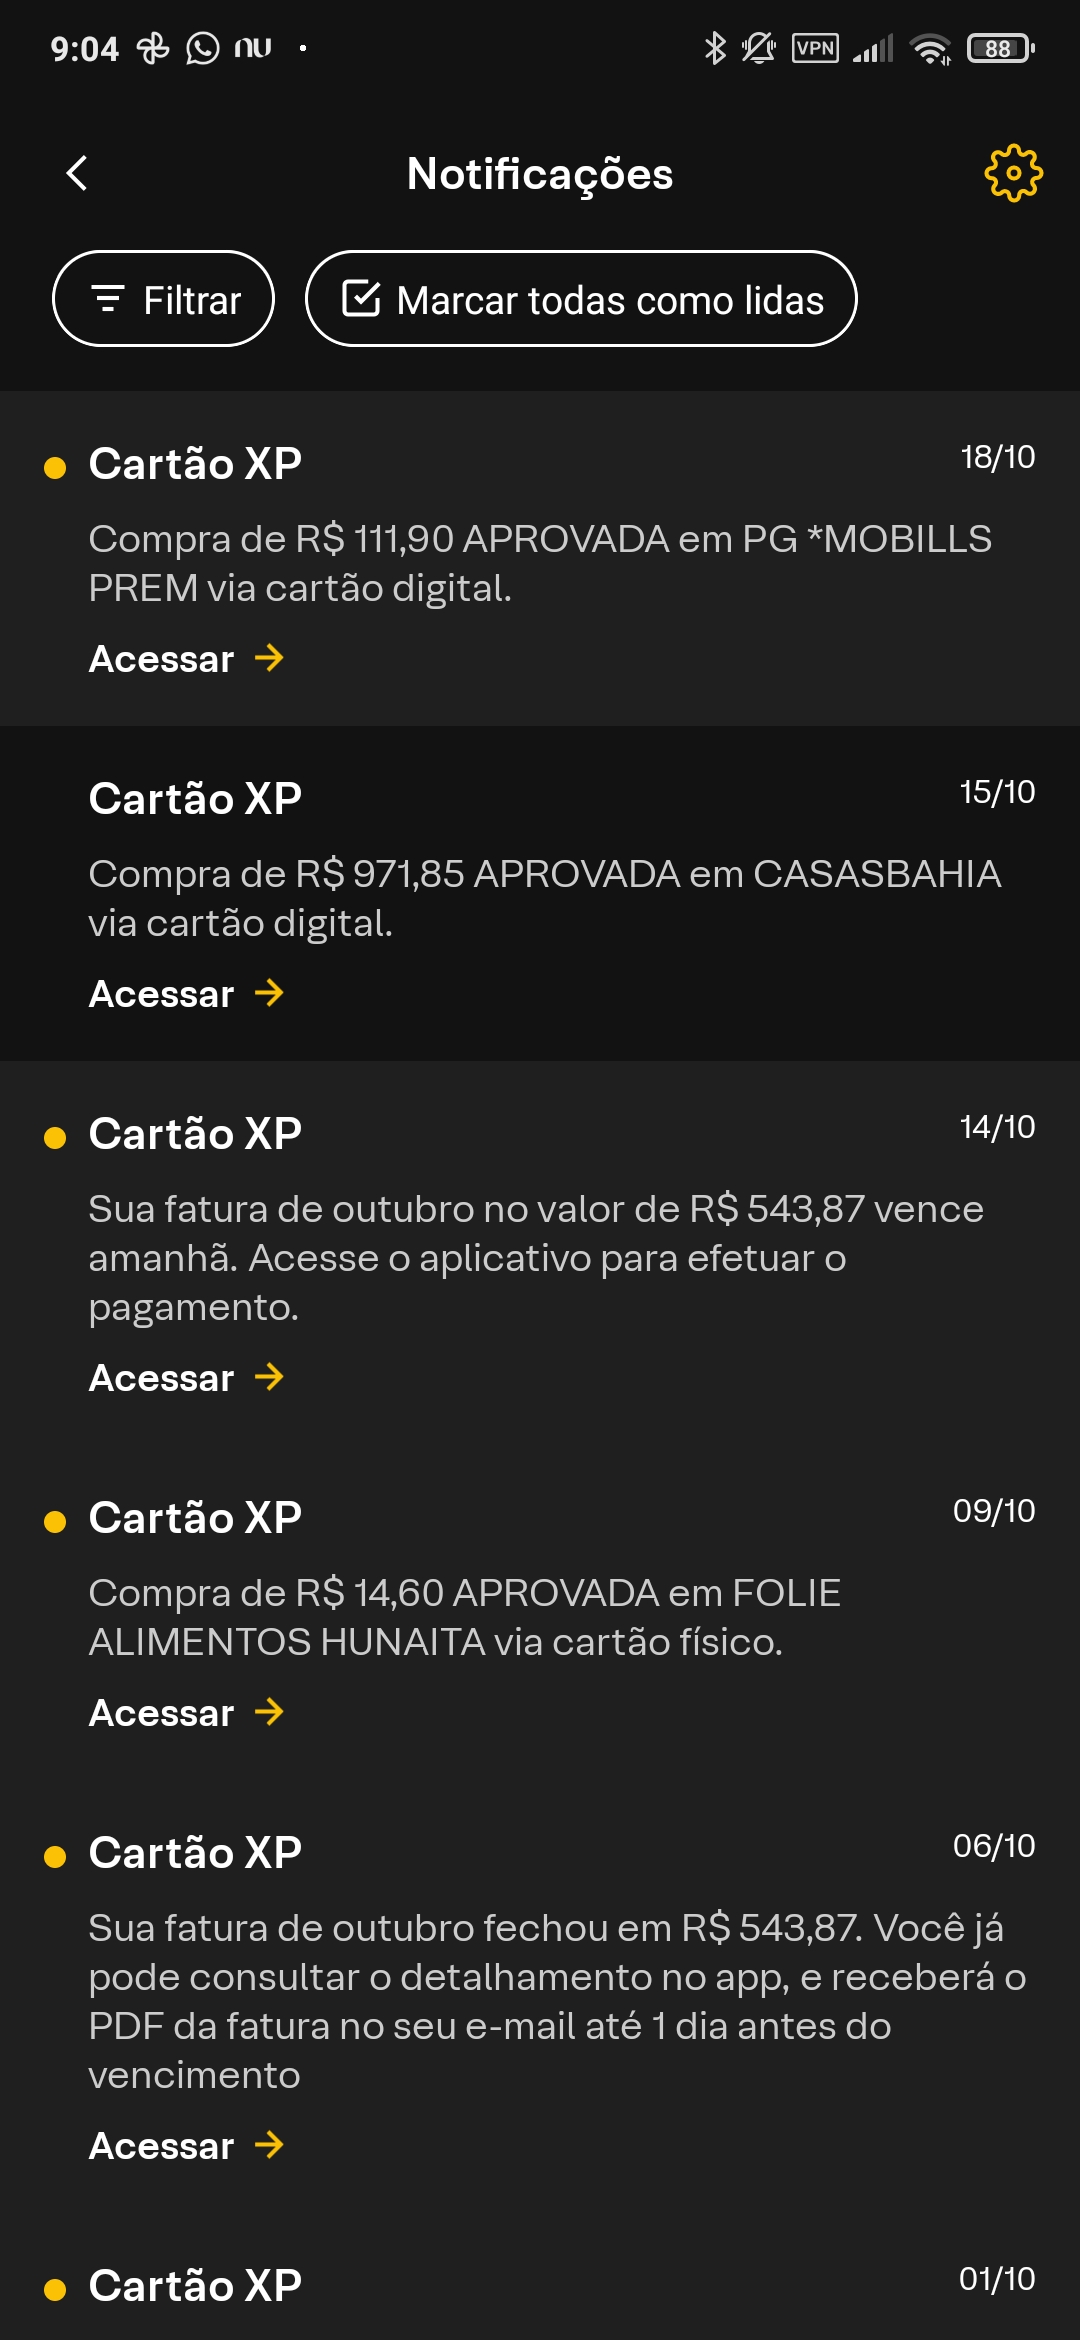 9:04 nu VPN 88
Notificações
Filtrar Marcar todas como lidas
Cartão XP 18/10
Compra de R$ 111,90 APROVADA em PG *MOBILLS
PREM via cartão digital.
Acessar
Cartão XP 15/10
Compra de R$ 971,85 APROVADA em CASASBAHIA
via cartão digital.
Acessar
Cartão XP 14/10
Sua fatura de outubro no valor de R$ 543,87 vence
amanhã. Acesse o aplicativo para efetuar o
pagamento.
Acessar
Cartão XP 09/10
Compra de R$ 14,60 APROVADA em FOLIE
ALIMENTOS HUNAITA via cartão físico.
Acessar
Cartão XP 06/10
Sua fatura de outubro fechou em R$ 543,87. Você já
pode consultar o detalhamento no app, e receberá o
PDF da fatura no seu e-mail até 1 dia antes do
vencimento
Acessar
Cartão XP 01/10